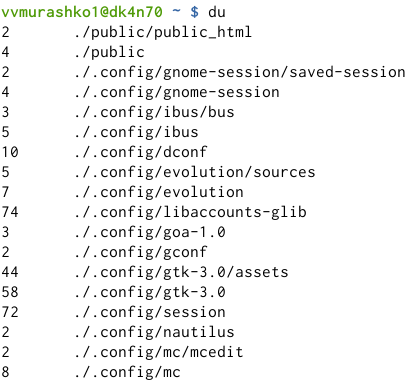 vvmurashko1@dk4n70 ~ $ du
2 ./public/public_html
4 ./public
2 ./.config/gnome-session/saved-session
4 ./.config/gnome-session
3 ./.config/ibus/bus
5 ./.config/ibus
10 ./.config/dconf
5 ./.config/evolution/sources
7 ./.config/evolution
74 ./.config/libaccounts-glib
3 ./.config/goa-1.0
2 ./.config/gconf
44 ./.config/gtk-3.0/assets
58 ./.config/gtk-3.0
72 ./.config/session
2 ./.config/nautilus
2 ./.config/mc/mcedit
8 ./.config/mc